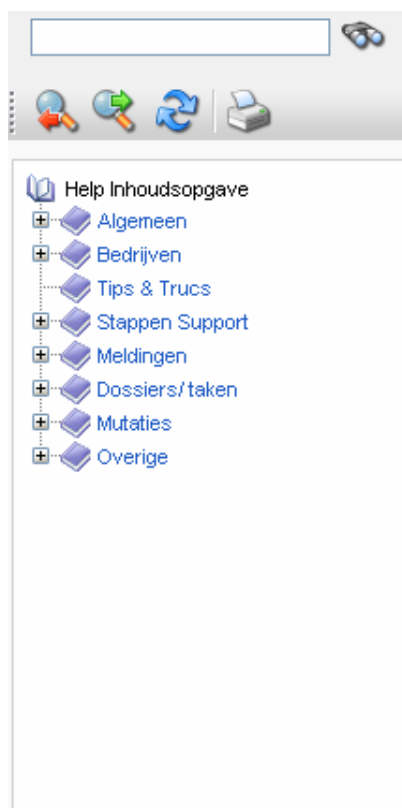 Help Inhoudsopgave
Algemeen
Bedrijven
Tips & Trucs
Stappen Support
Meldingen
Dossiers/taken
Mutaties
Overige